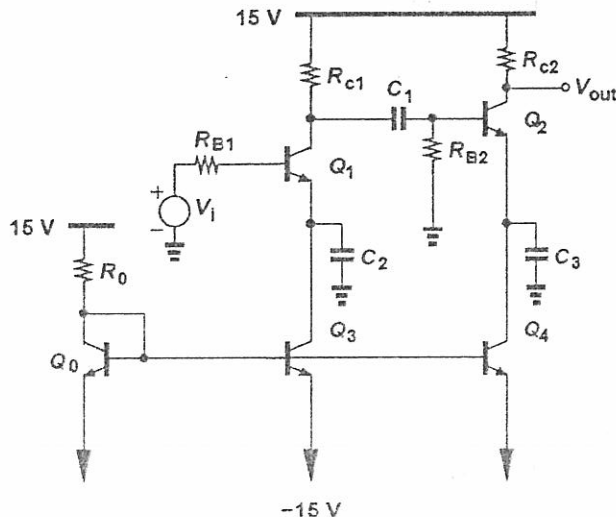 15 V
R_c1
R_c2
C_1
V_out
R_B1
Q_1
R_B2
Q_2
+
V_i
−
15 V
R_0
C_2
C_3
Q_0
Q_3
Q_4
−15 V